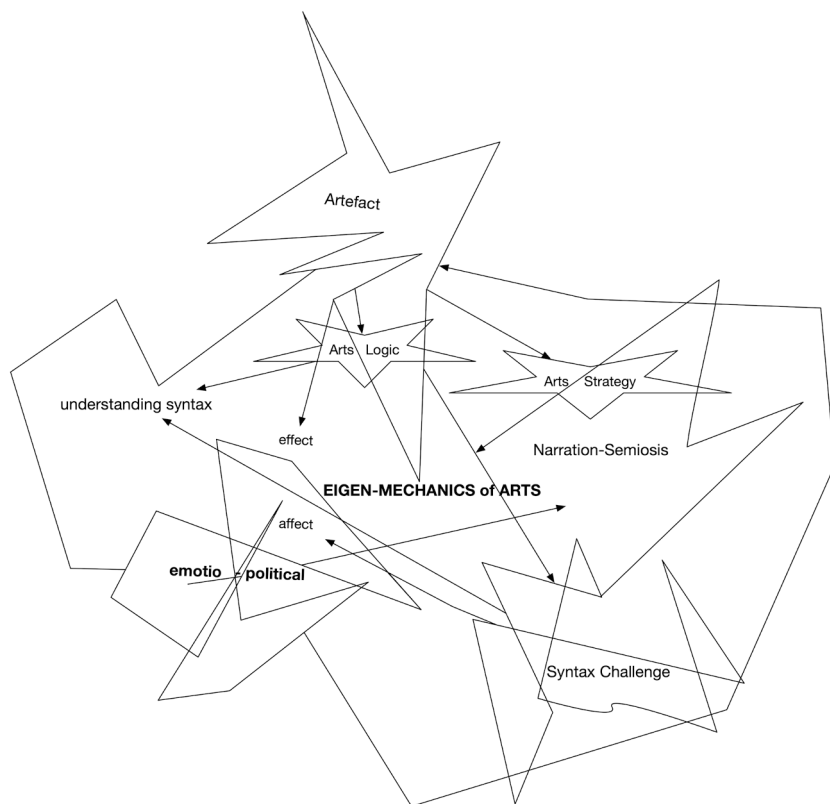 Artefact
Arts Logic
Arts Strategy
understanding syntax
effect
Narration-Semiosis
EIGEN-MECHANICS of ARTS
affect
emotio - political
Syntax Challenge